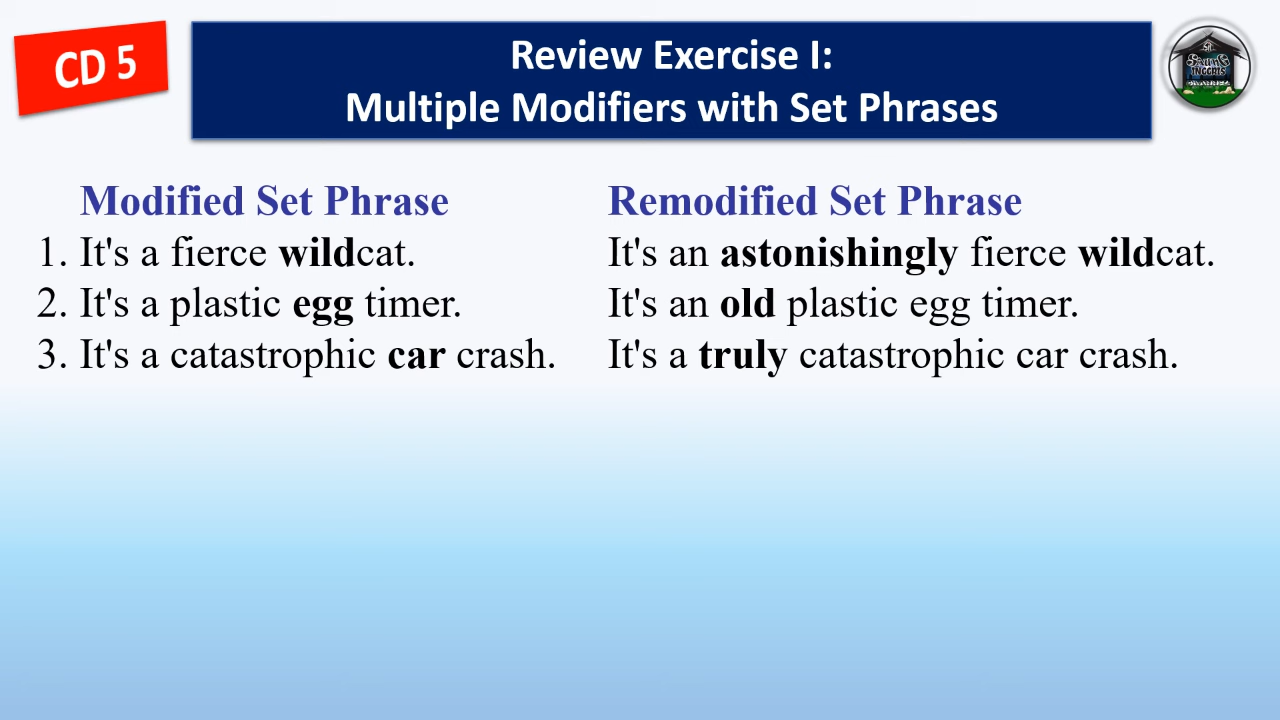 CD 5
Review Exercise I:
Multiple Modifiers with Set Phrases
Modified Set Phrase
Remodified Set Phrase
1. It's a fierce wildcat.
It's an astonishingly fierce wildcat.
2. It's a plastic egg timer.
It's an old plastic egg timer.
3. It's a catastrophic car crash.
It's a truly catastrophic car crash.